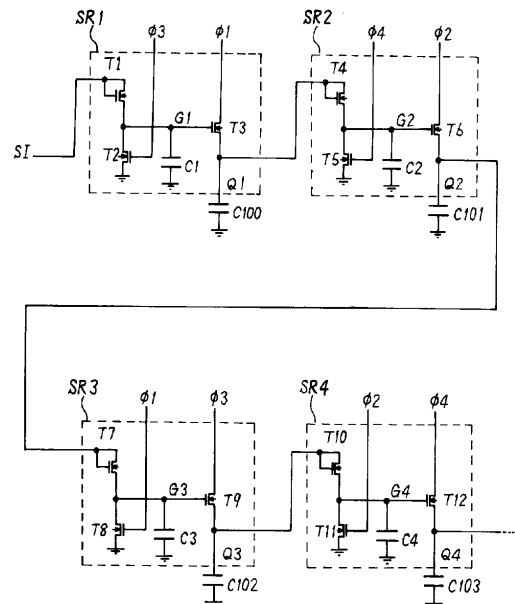 SR1
SR2
ϕ3
ϕ1
ϕ4
ϕ2
T1
T4
G1
T3
G2
T6
SI
T2
C1
T5
C2
Q1
Q2
C100
C101
SR3
SR4
ϕ1
ϕ3
ϕ2
ϕ4
T7
T10
G3
T9
G4
T12
T8
C3
T11
C4
Q3
Q4
C102
C103